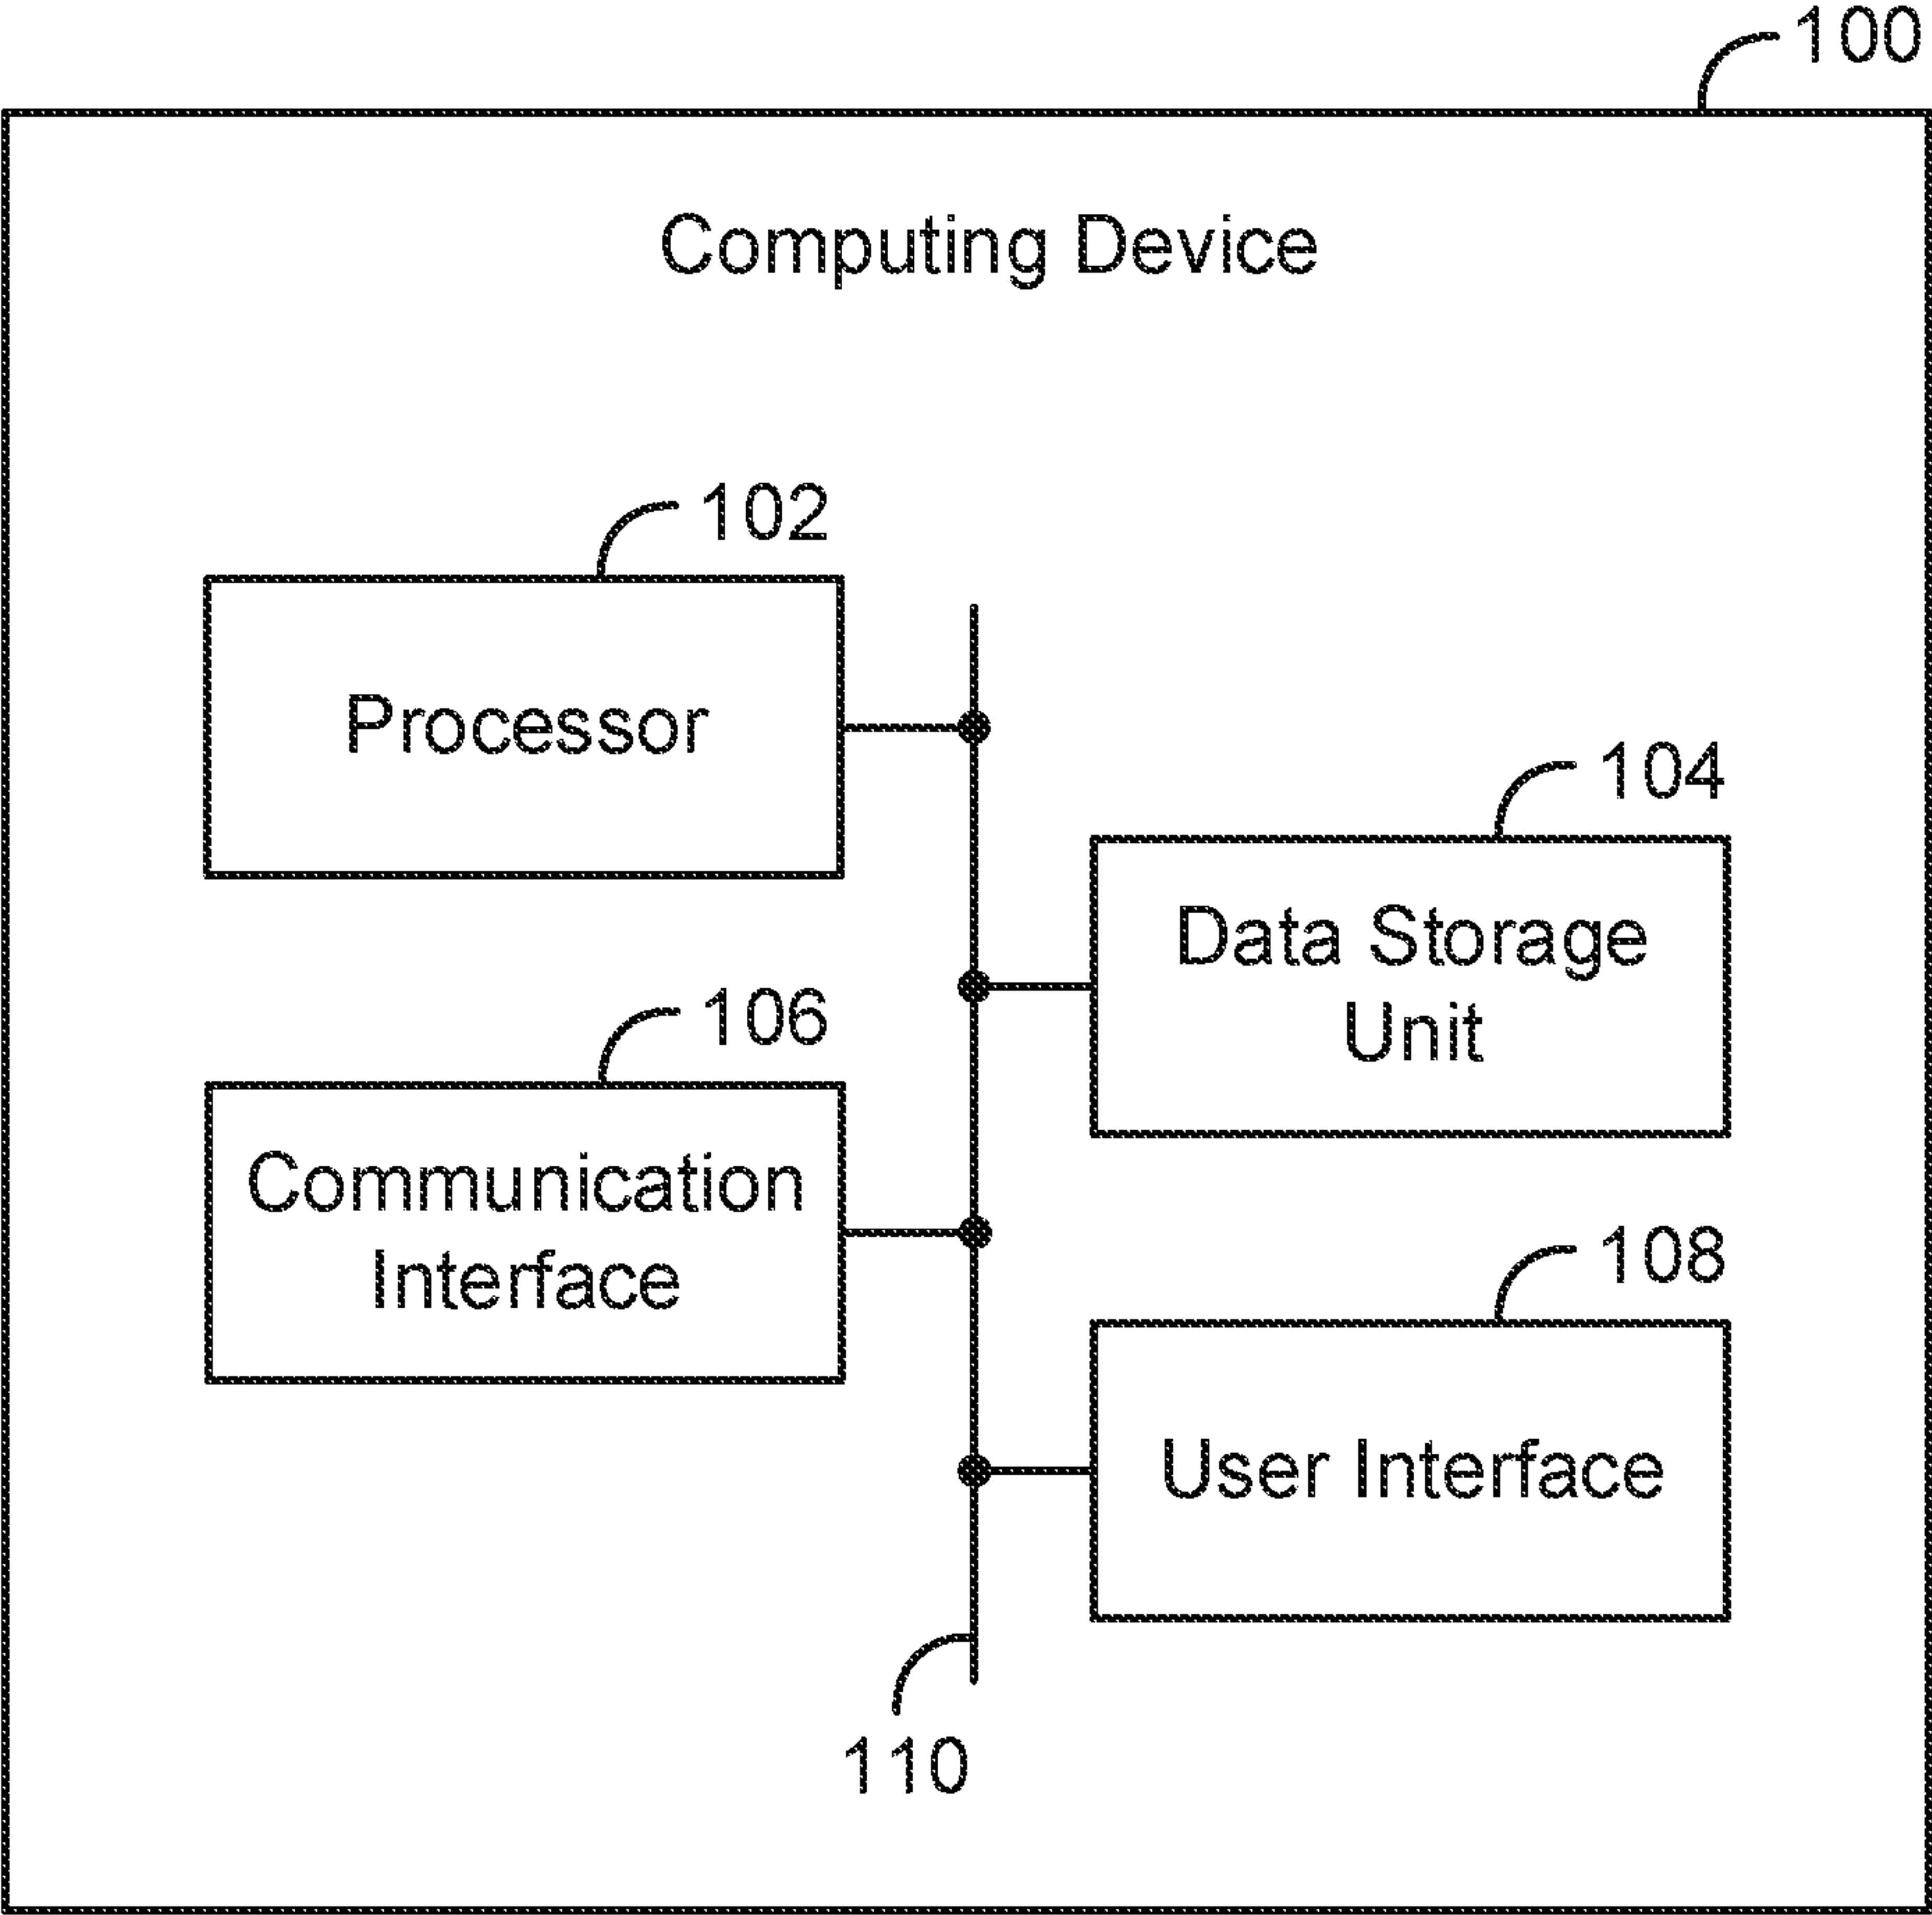 100
Computing Device
102
Processor
104
Data Storage
Unit
106
Communication
Interface
108
User Interface
110